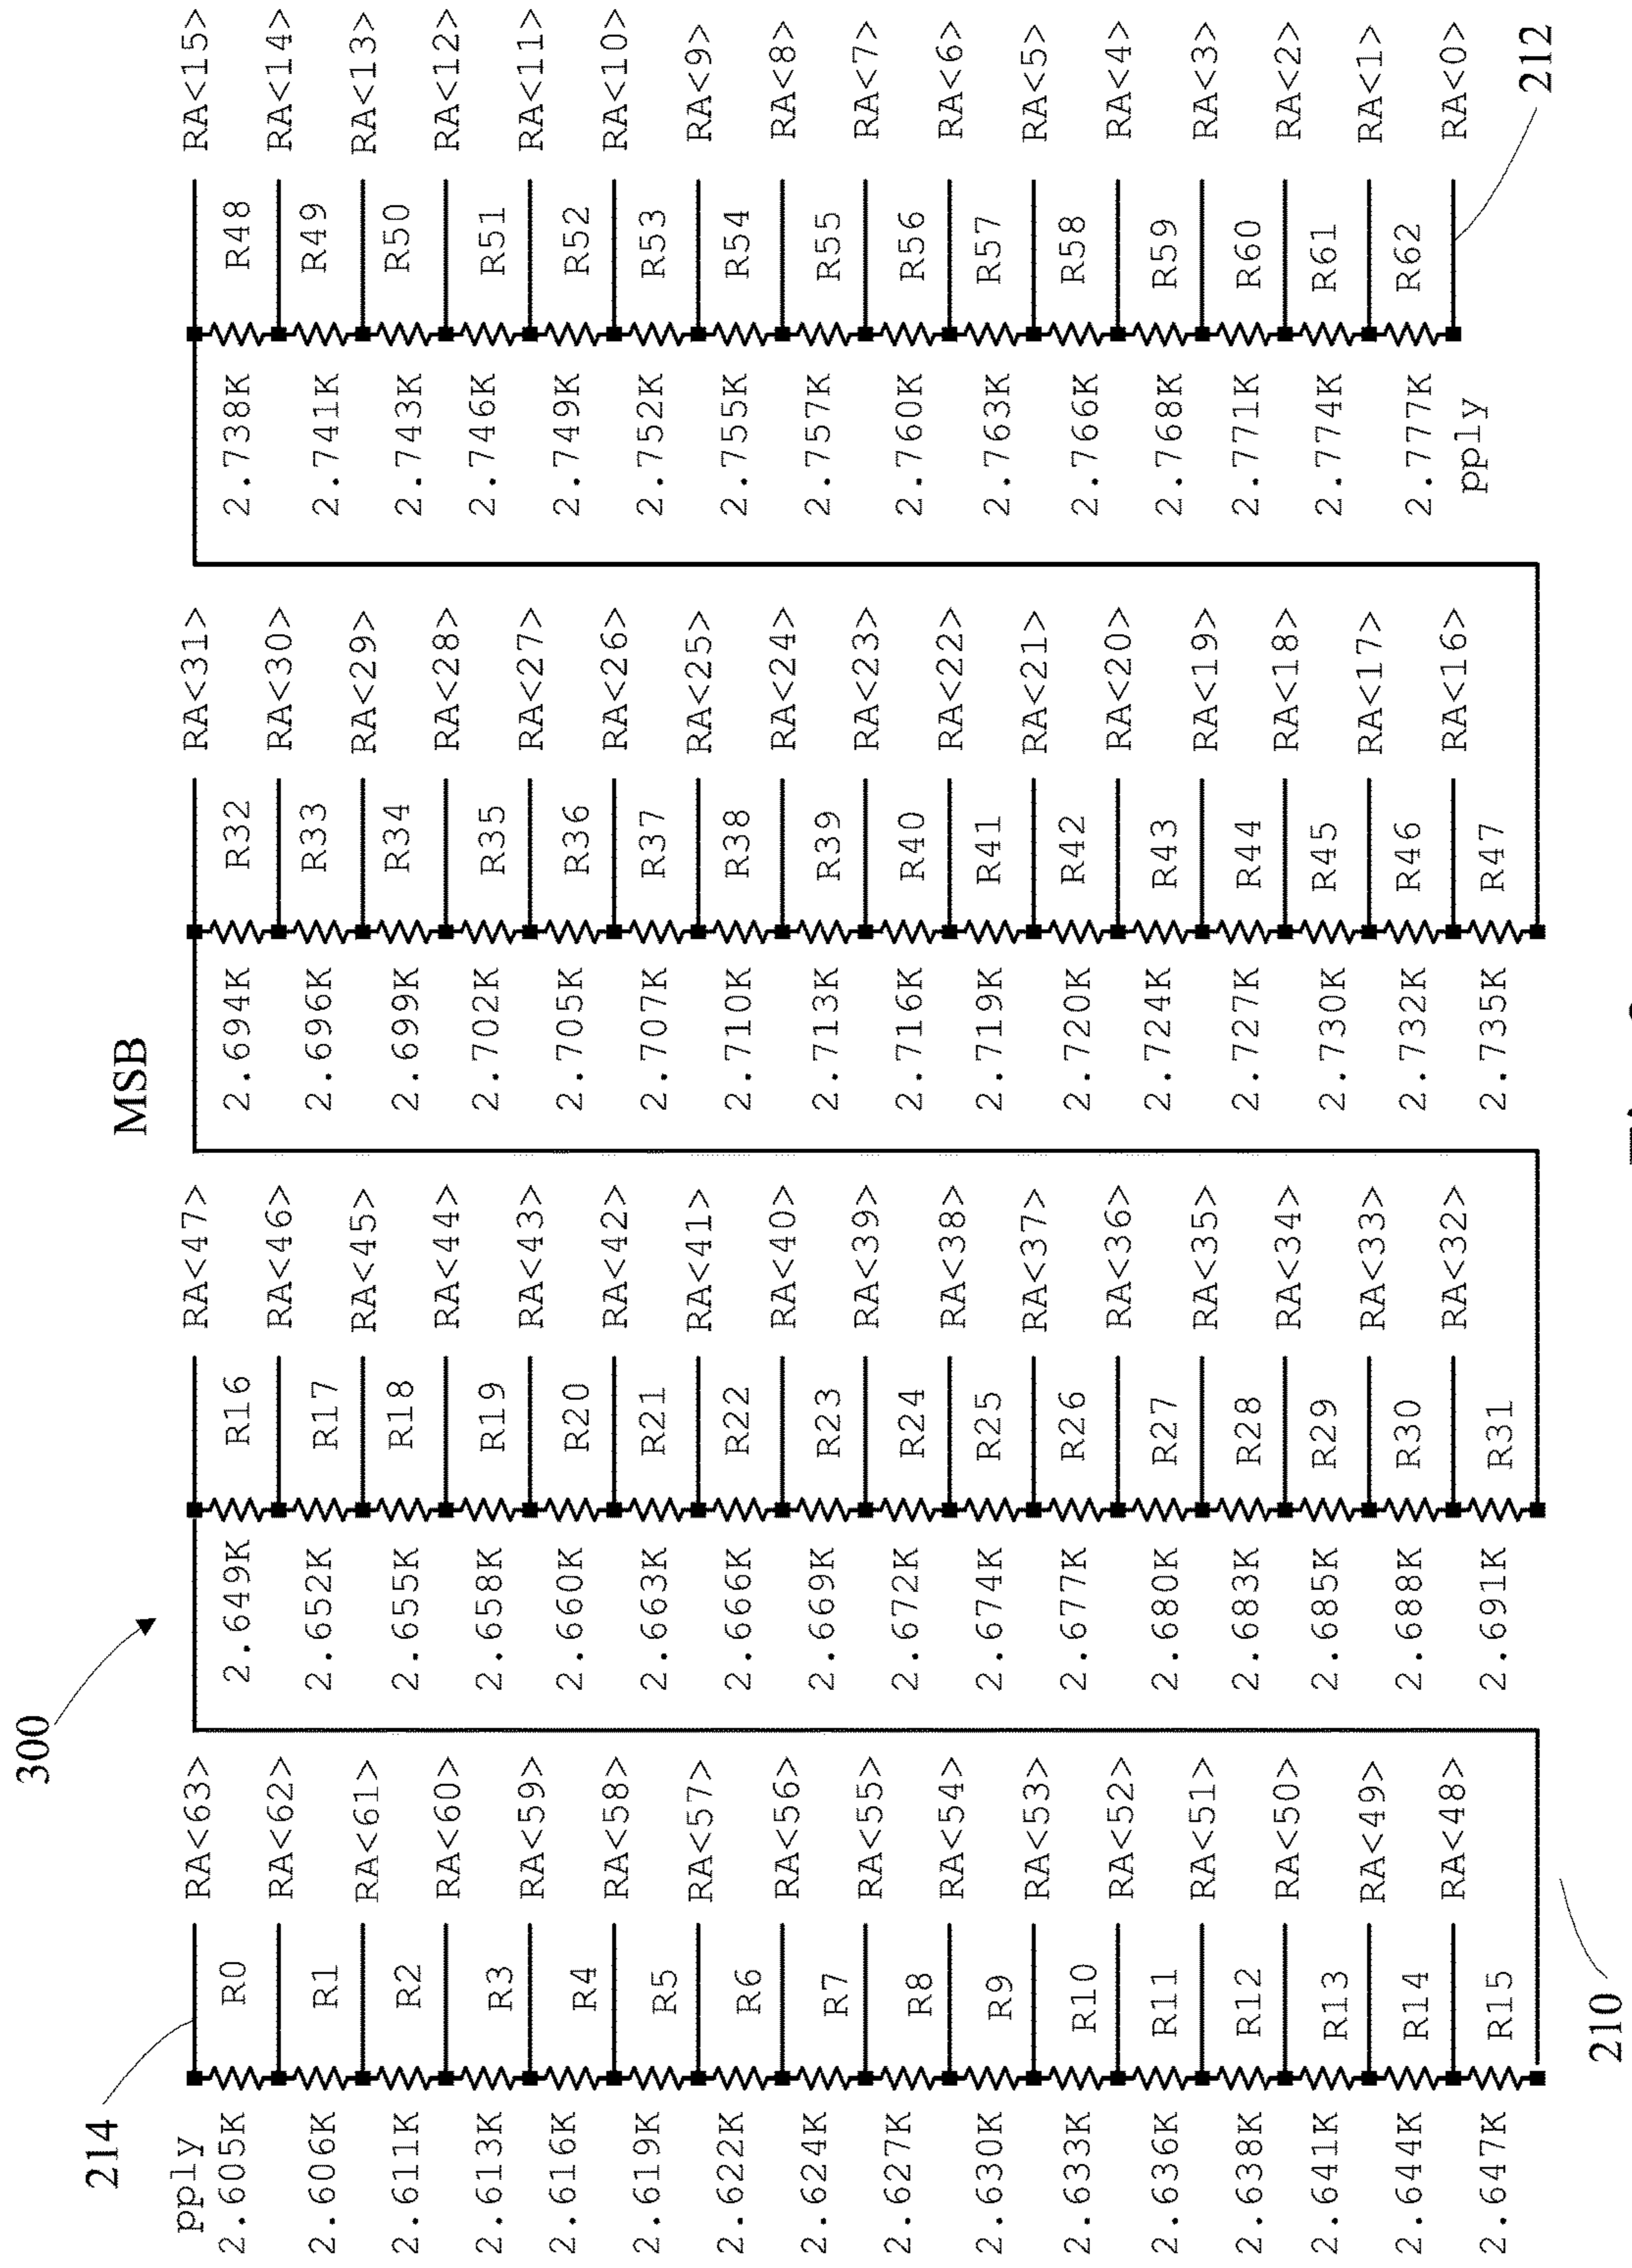 300
214
MSB
pply RA<63> RA<47> RA<31> RA<15>
2.605K R0 2.649K R16 2.694K R32 2.738K R48
RA<62> RA<46> RA<30> RA<14>
2.606K R1 2.652K R17 2.696K R33 2.741K R49
RA<61> RA<45> RA<29> RA<13>
2.611K R2 2.655K R18 2.699K R34 2.743K R50
RA<60> RA<44> RA<28> RA<12>
2.613K R3 2.658K R19 2.702K R35 2.746K R51
RA<59> RA<43> RA<27> RA<11>
2.616K R4 2.660K R20 2.705K R36 2.749K R52
RA<58> RA<42> RA<26> RA<10>
2.619K R5 2.663K R21 2.707K R37 2.752K R53
RA<57> RA<41> RA<25> RA<9>
2.622K R6 2.666K R22 2.710K R38 2.755K R54
RA<56> RA<40> RA<24> RA<8>
2.624K R7 2.669K R23 2.713K R39 2.757K R55
RA<55> RA<39> RA<23> RA<7>
2.627K R8 2.672K R24 2.716K R40 2.760K R56
RA<54> RA<38> RA<22> RA<6>
2.630K R9 2.674K R25 2.719K R41 2.763K R57
RA<53> RA<37> RA<21> RA<5>
2.633K R10 2.677K R26 2.720K R42 2.766K R58
RA<52> RA<36> RA<20> RA<4>
2.636K R11 2.680K R27 2.724K R43 2.768K R59
RA<51> RA<35> RA<19> RA<3>
2.638K R12 2.683K R28 2.727K R44 2.771K R60
RA<50> RA<34> RA<18> RA<2>
2.641K R13 2.685K R29 2.730K R45 2.774K R61
RA<49> RA<33> RA<17> RA<1>
2.644K R14 2.688K R30 2.732K R46 2.777K R62
RA<48> RA<32> RA<16> pply RA<0>
2.647K R15 2.691K R31 2.735K R47
212
210